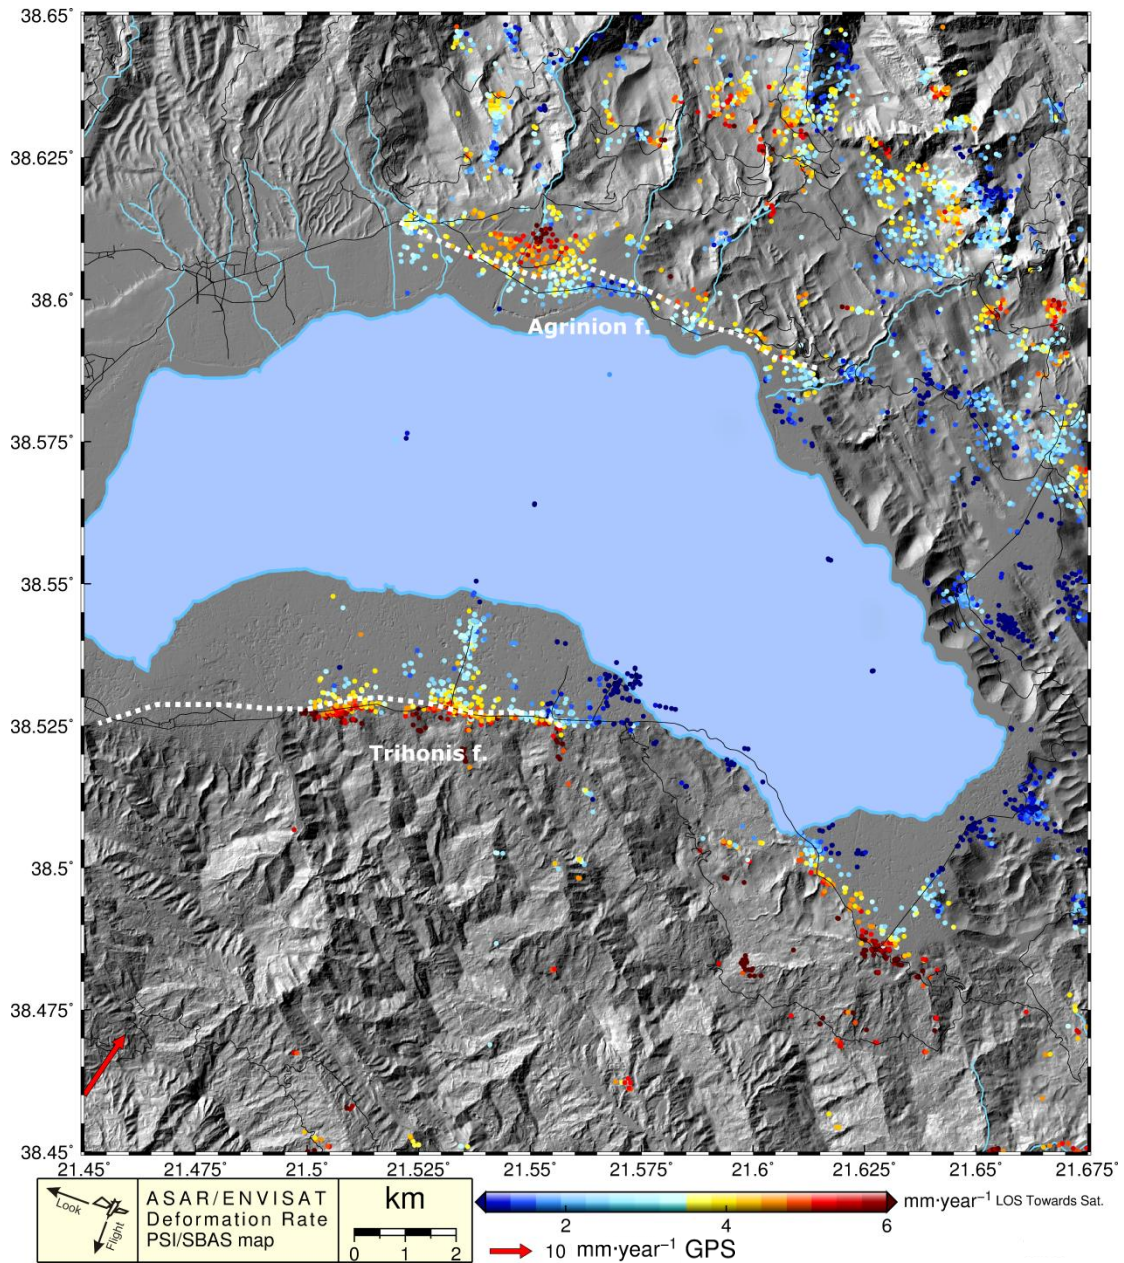 38.65°
38.625°
38.6°
Agrinion f.
38.575°
38.55°
38.525°
Trihonis f.
38.5°
38.475°
38.45°
21.45° 21.475° 21.5° 21.525° 21.55° 21.575° 21.6° 21.625° 21.65° 21.675°
Look
Flight
ASAR/ENVISAT
Deformation Rate
PSI/SBAS map
km
0 1 2
2 4 6
mm·year⁻¹ LOS Towards Sat.
10 mm·year⁻¹ GPS